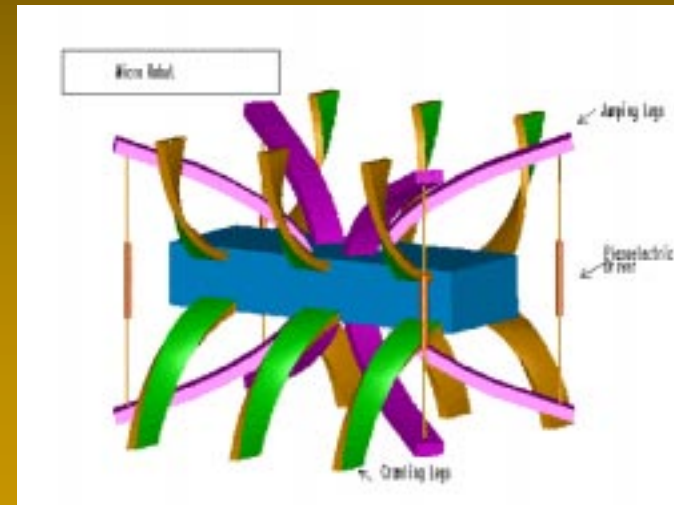 Micro Robot
Jumping Legs
Piezoelectric
Driver
Crawling Legs